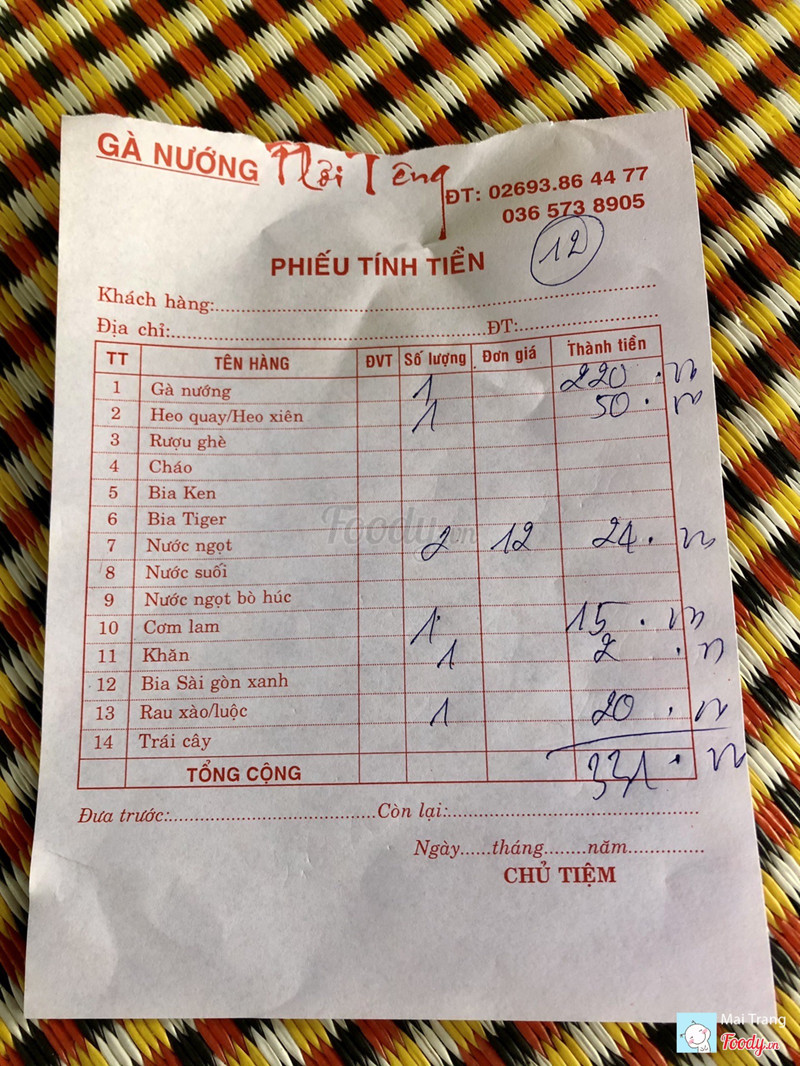 GÀ NƯỚNG Nổi Tiếng
ĐT: 02693.86 44 77
036 573 8905
12
PHIẾU TÍNH TIỀN
Khách hàng:
Địa chỉ: ĐT:
TT TÊN HÀNG ĐVT Số lượng Đơn giá Thành tiền
1 Gà nướng 1 220.n
2 Heo quay/Heo xiên 1 50.n
3 Rượu ghè
4 Cháo
5 Bia Ken
6 Bia Tiger
7 Nước ngọt 2 12 24.n
8 Nước suối
9 Nước ngọt bò húc
10 Cơm lam 1 15.n
11 Khăn 1 2.n
12 Bia Sài gòn xanh
13 Rau xào/luộc 1 20.n
14 Trái cây
TỔNG CỘNG 331.n
Đưa trước: Còn lại:
Ngày......tháng........năm
CHỦ TIỆM
Foody.vn
Mai Trang
Foody.vn